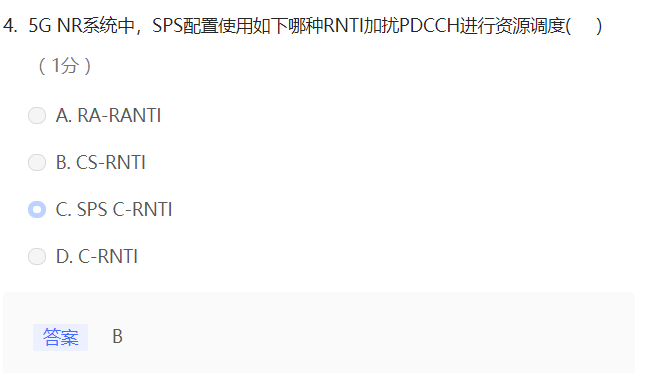 4. 5G NR系统中，SPS配置使用如下哪种RNTI加扰PDCCH进行资源调度( )
（1分）
A. RA-RANTI
B. CS-RNTI
C. SPS C-RNTI
D. C-RNTI
答案 B